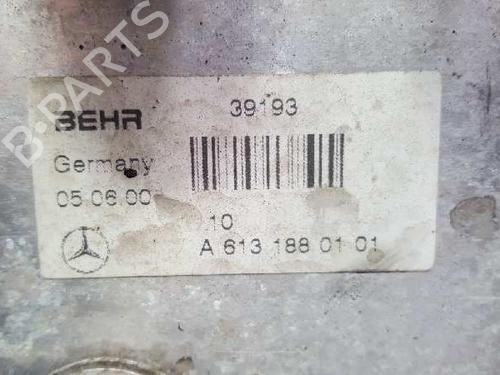 B-PARTS
BEHR 39193
Germany
05.06.00
10
A 613 188 01 01